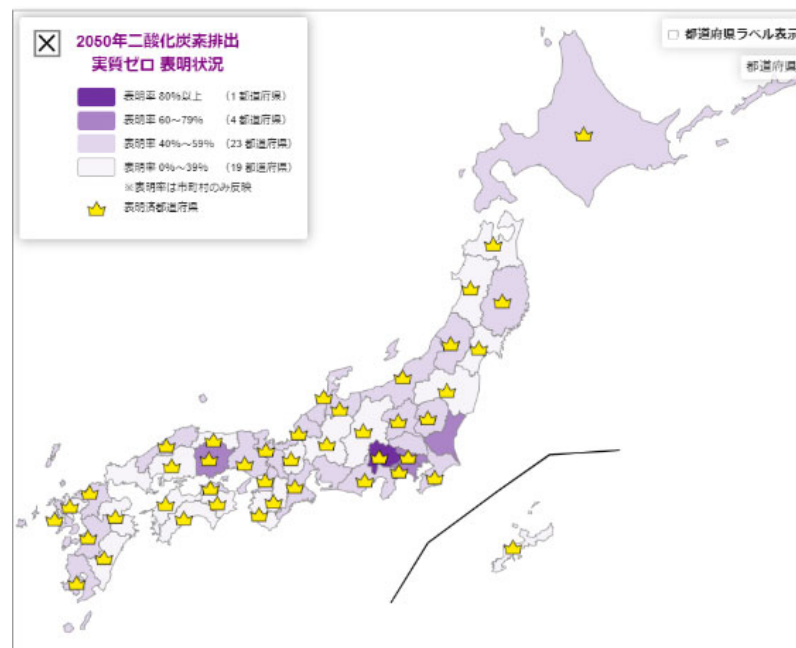 2050年二酸化炭素排出
実質ゼロ 表明状況
表明率 80%以上 （1 都道府県）
表明率 60～79% （4 都道府県）
表明率 40%～59% （23 都道府県）
表明率 0%～39% （19 都道府県）
※表明率は市町村のみ反映
表明済都道府県
都道府県ラベル表示
都道府県